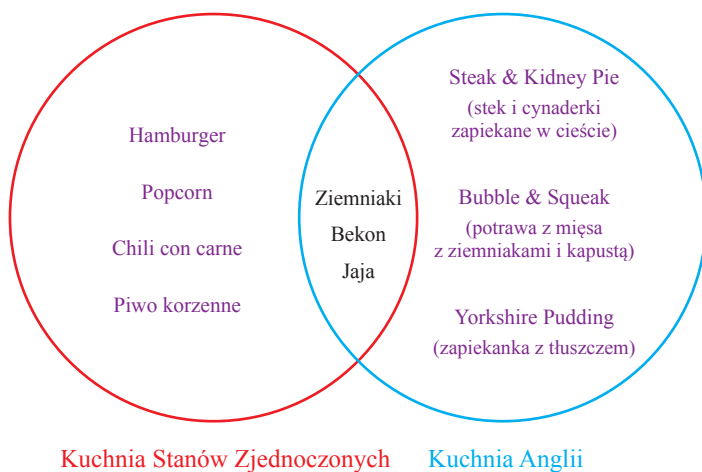 Hamburger
Popcorn
Chili con carne
Piwo korzenne
Ziemniaki
Bekon
Jaja
Steak & Kidney Pie
(stek i cynaderki
zapiekane w cieście)
Bubble & Squeak
(potrawa z mięsa
z ziemniakami i kapustą)
Yorkshire Pudding
(zapiekanka z tłuszczem)
Kuchnia Stanów Zjednoczonych
Kuchnia Anglii